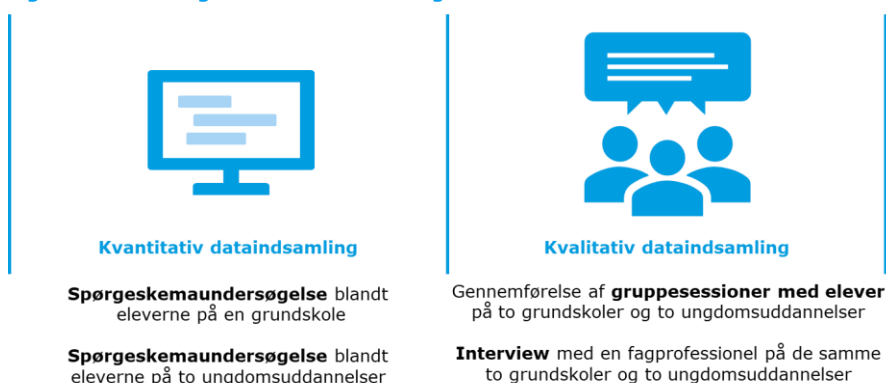 Kvantitativ dataindsamling
Spørgeskemaundersøgelse blandt
eleverne på en grundskole
Spørgeskemaundersøgelse blandt
eleverne på to ungdomsuddannelser
Kvalitativ dataindsamling
Gennemførelse af gruppesessioner med elever
på to grundskoler og to ungdomsuddannelser
Interview med en fagprofessionel på de samme
to grundskoler og to ungdomsuddannelser